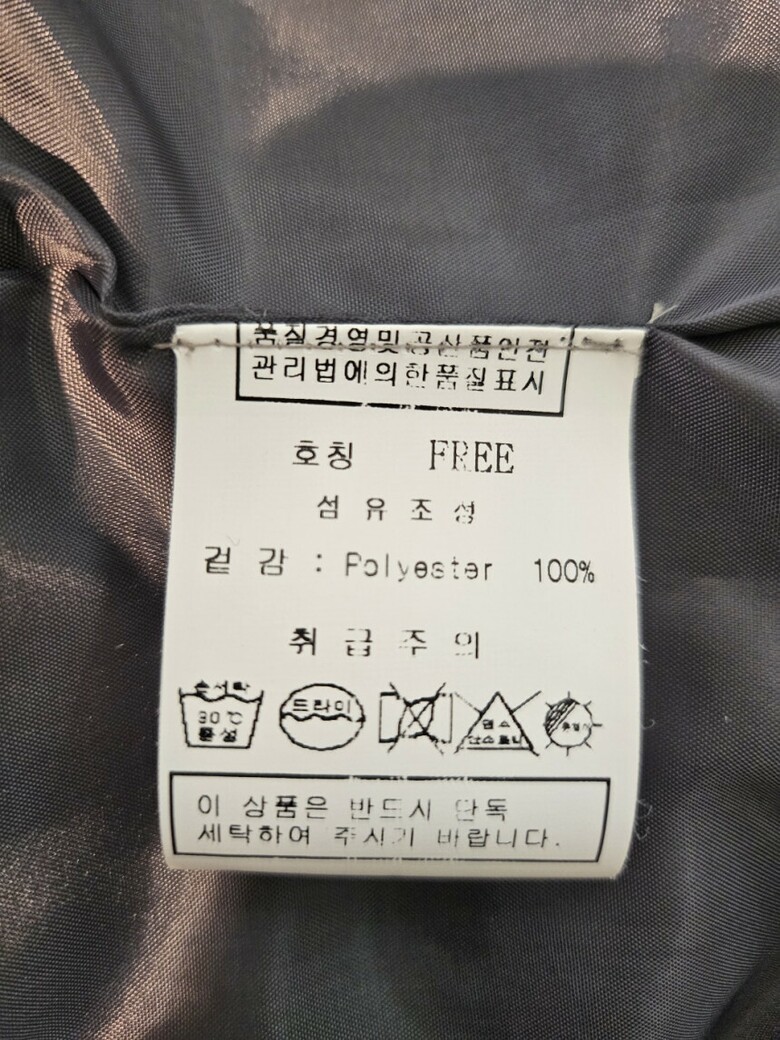 품질경영및공산품안전
관리법에의한품질표시
호칭 FREE
섬유조성
겉감 : Polyester 100%
취급주의
손세탁
30℃
중성
드라이
염소
산소표백
이 상품은 반드시 단독
세탁하여 주시기 바랍니다.